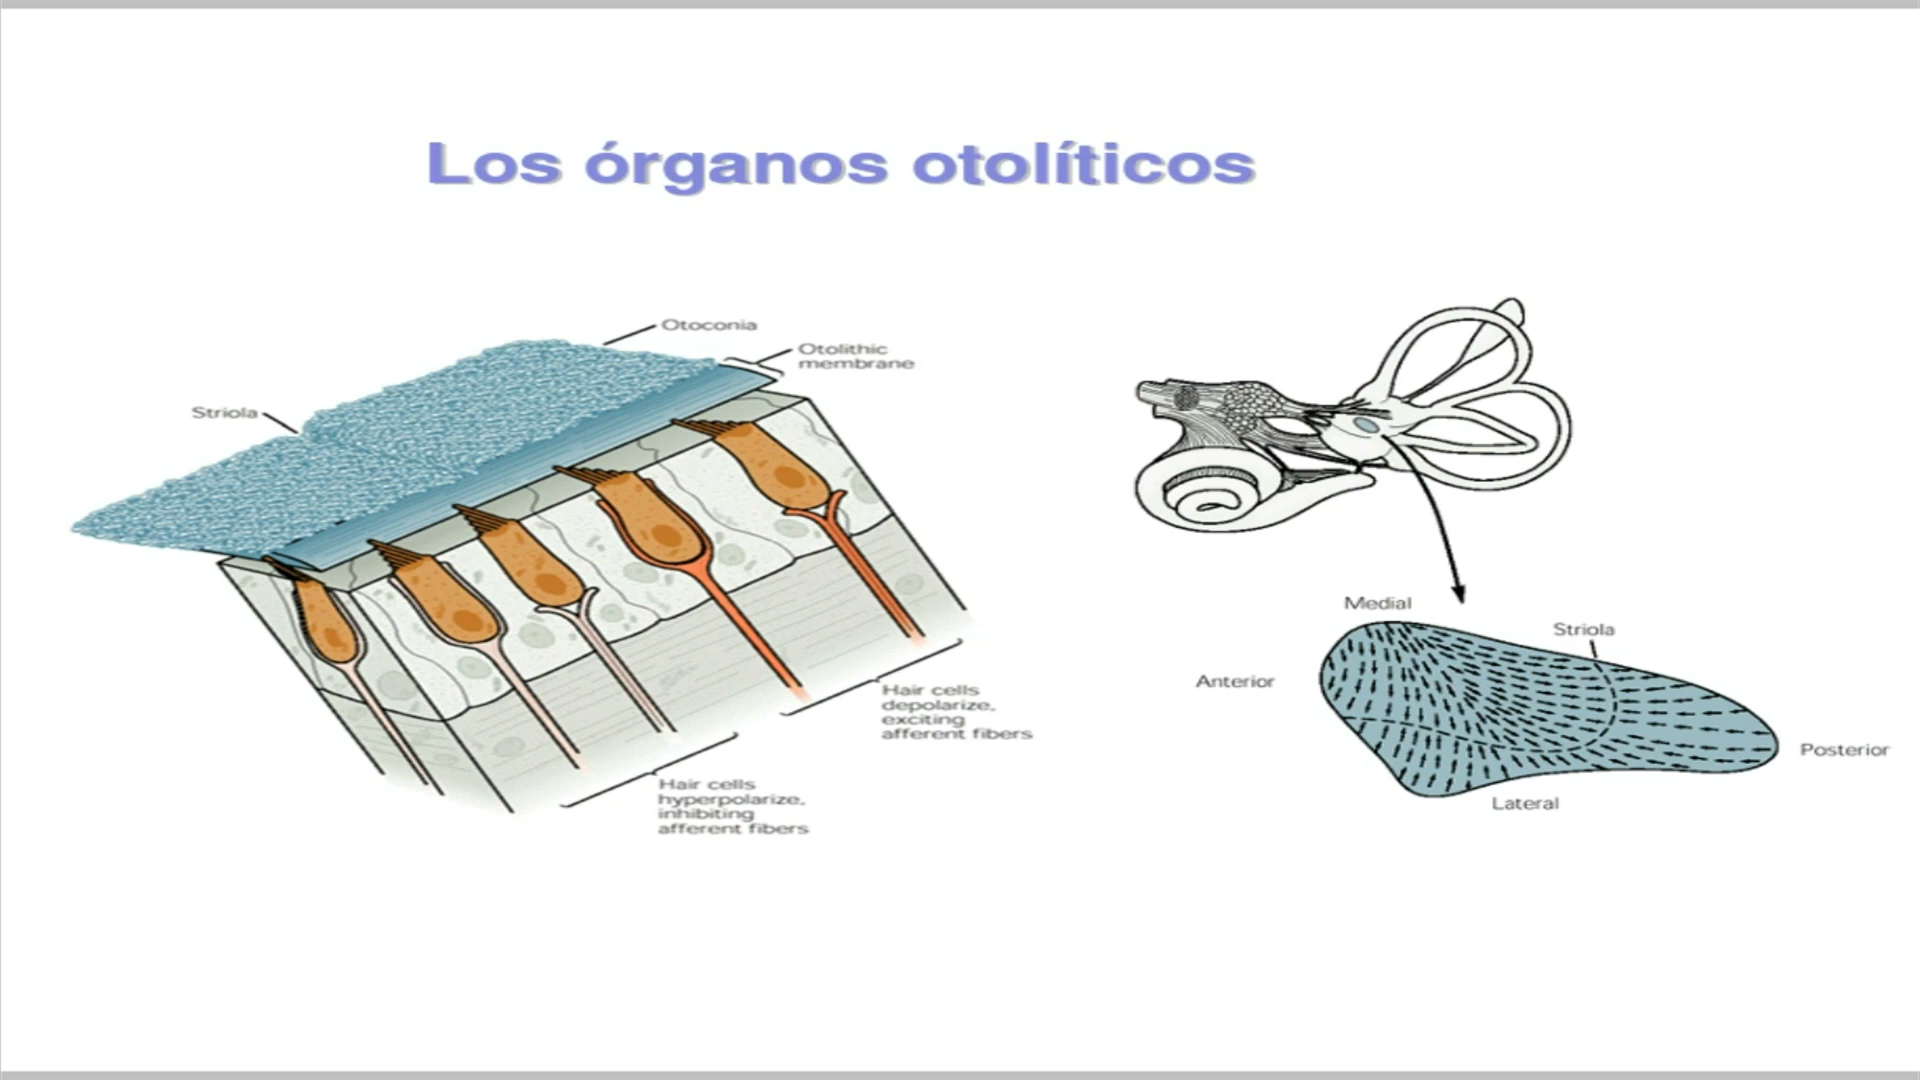 Los órganos otolíticos
Otoconia
Otolithic
membrane
Striola
Hair cells
depolarize,
exciting
afferent fibers
Hair cells
hyperpolarize,
inhibiting
afferent fibers
Medial
Striola
Anterior
Posterior
Lateral